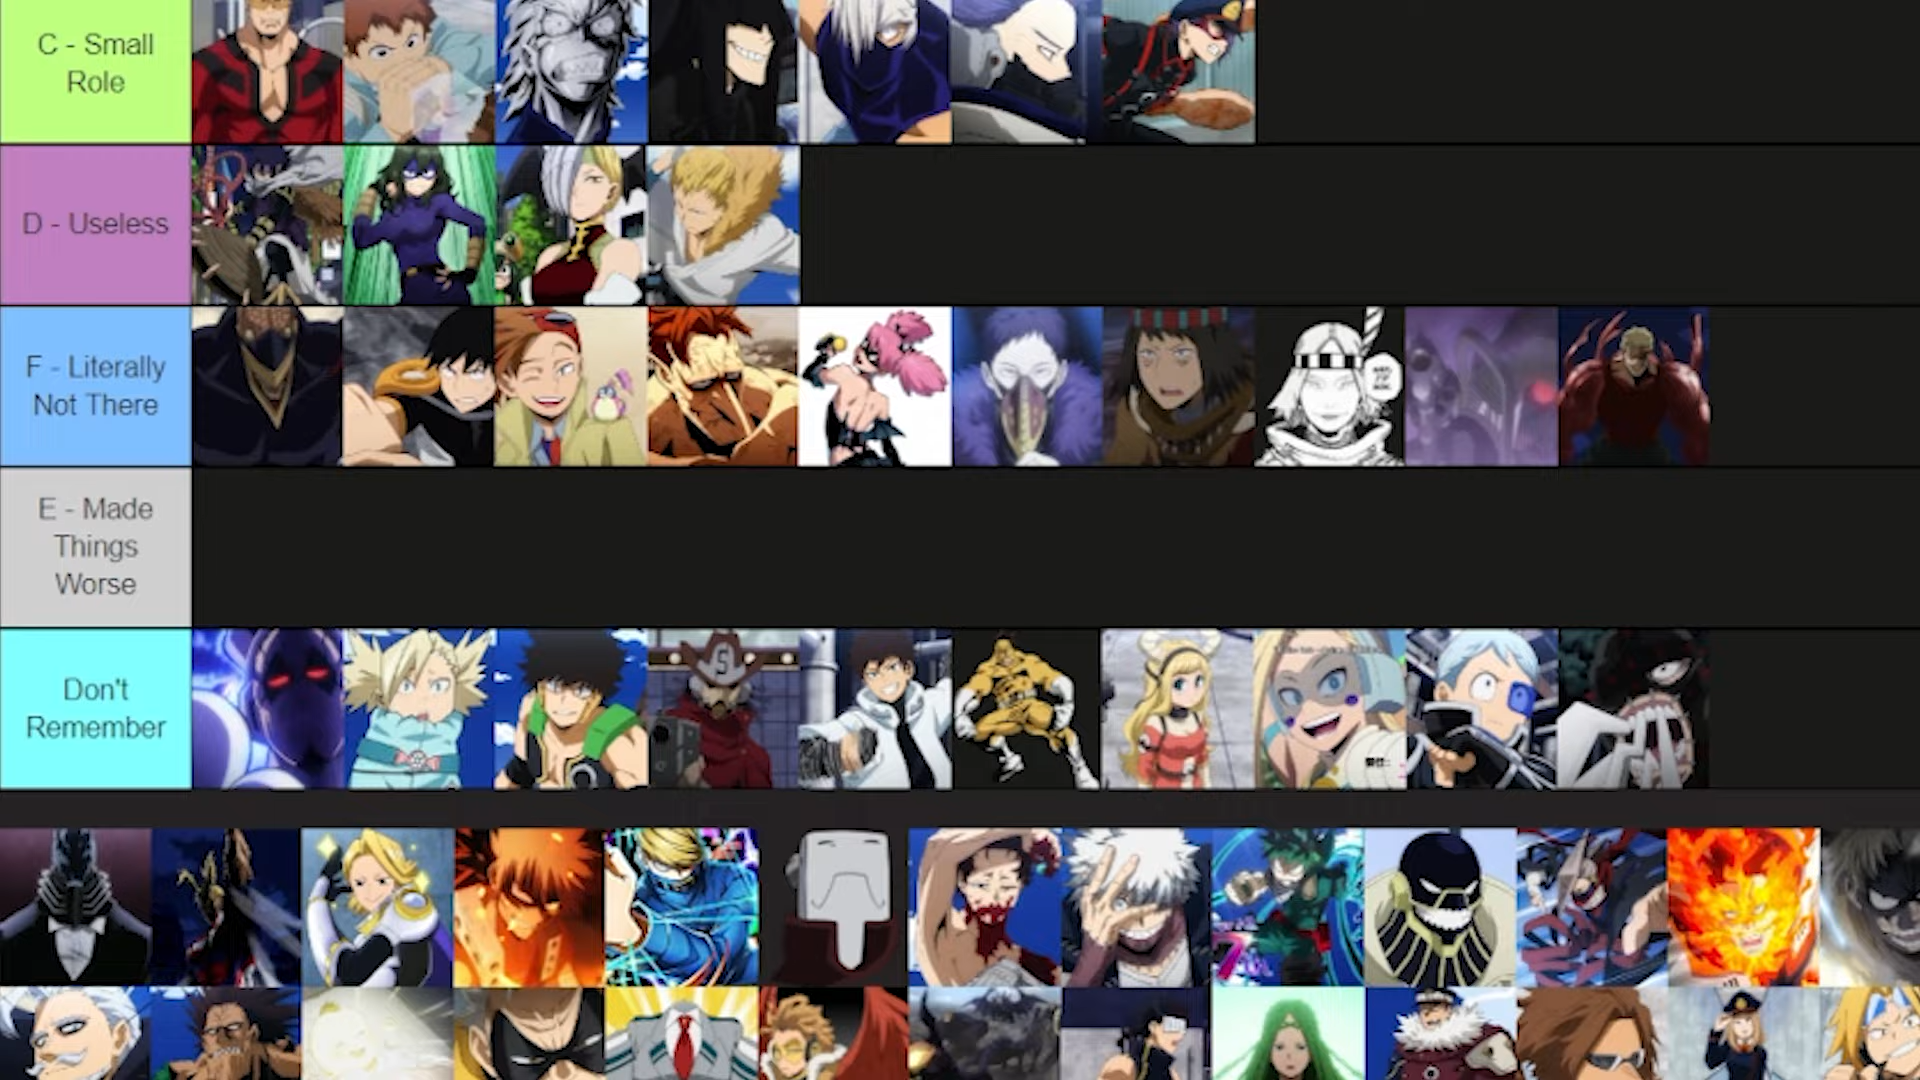 C - Small
Role
D - Useless
F - Literally
Not There
E - Made
Things
Worse
Don't
Remember
S